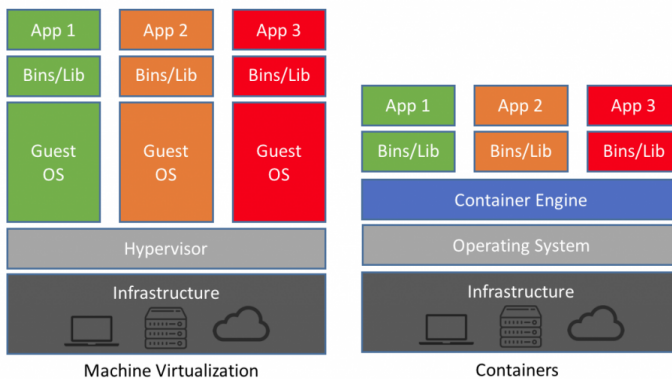 App 1
App 2
App 3
Bins/Lib
Bins/Lib
Bins/Lib
Guest
OS
Guest
OS
Guest
OS
Hypervisor
Infrastructure
Machine Virtualization
App 1
App 2
App 3
Bins/Lib
Bins/Lib
Bins/Lib
Container Engine
Operating System
Infrastructure
Containers